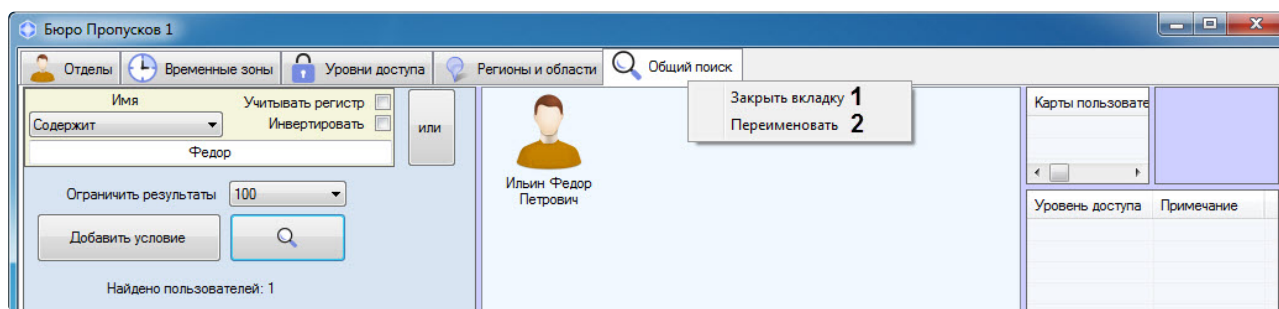 Бюро Пропусков 1
Отделы
Временные зоны
Уровни доступа
Регионы и области
Общий поиск
Имя
Учитывать регистр
Содержит
Инвертировать
Федор
или
Ограничить результаты 100
Добавить условие
Найдено пользователей: 1
Ильин Федор
Петрович
Закрыть вкладку 1
Переименовать 2
Карты пользовате
Уровень доступа
Примечание